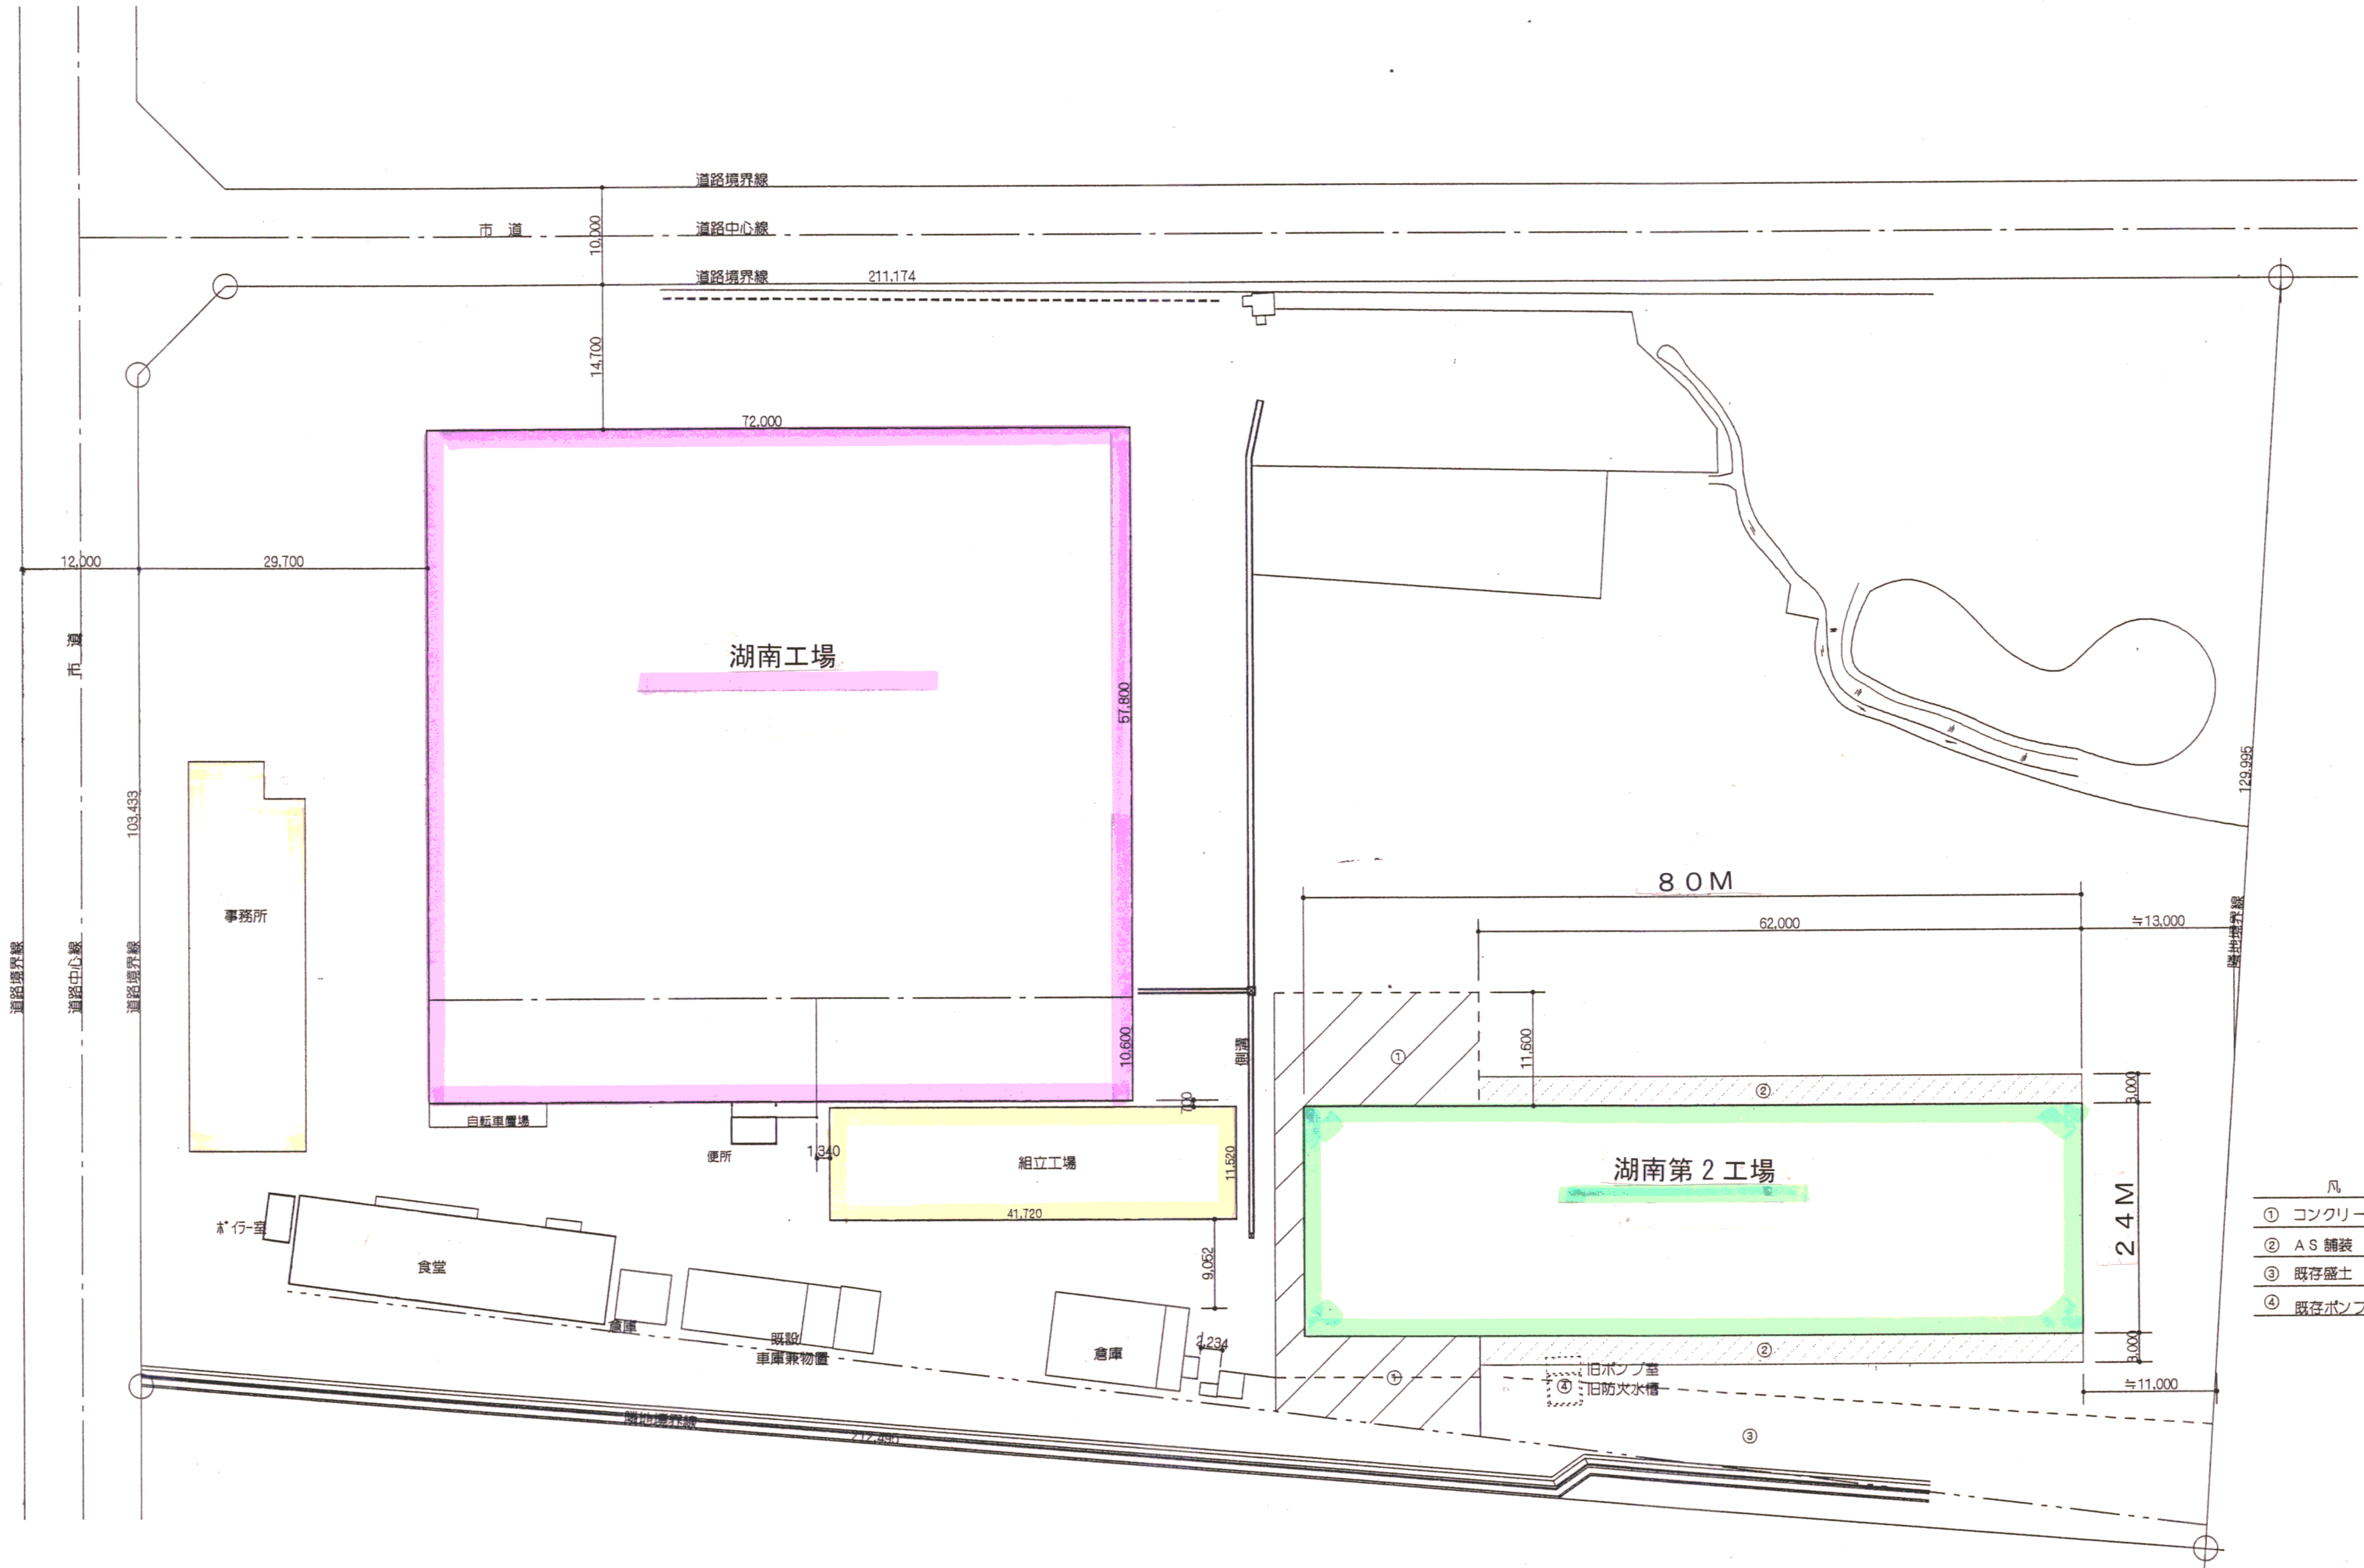 道路境界線
市 道
10,000
道路中心線
道路境界線
211,174
14,700
72,000
12,000
29,700
市 道
湖南工場
57,800
103,433
129,995
事務所
80M
62,000
≒13,000
隣地境界線
道路境界線
道路中心線
道路境界線
10,600
側溝
①
11,600
②
3,000
自転車置場
700
便所
1,340
組立工場
11,520
41,720
湖南第2工場
24M
凡
① コンクリー
② AS舗装
③ 既存盛土
④ 既存ポンプ
ボイラー室
食堂
9,052
倉庫
既設
車庫兼物置
倉庫
2,234
①
②
3,000
旧ポンプ室
④
旧防火水槽
≒11,000
隣地境界線
212,495
③